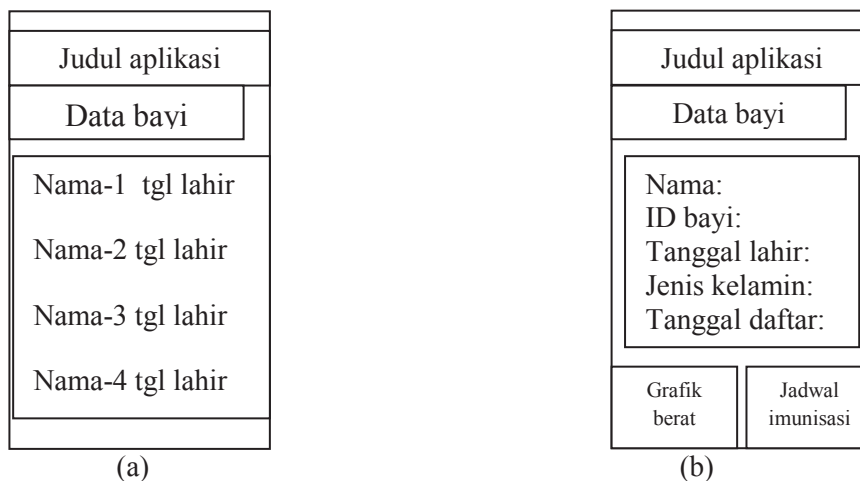 Judul aplikasi
Data bayi
Nama-1 tgl lahir
Nama-2 tgl lahir
Nama-3 tgl lahir
Nama-4 tgl lahir
(a)
Judul aplikasi
Data bayi
Nama:
ID bayi:
Tanggal lahir:
Jenis kelamin:
Tanggal daftar:
Grafik
berat
Jadwal
imunisasi
(b)